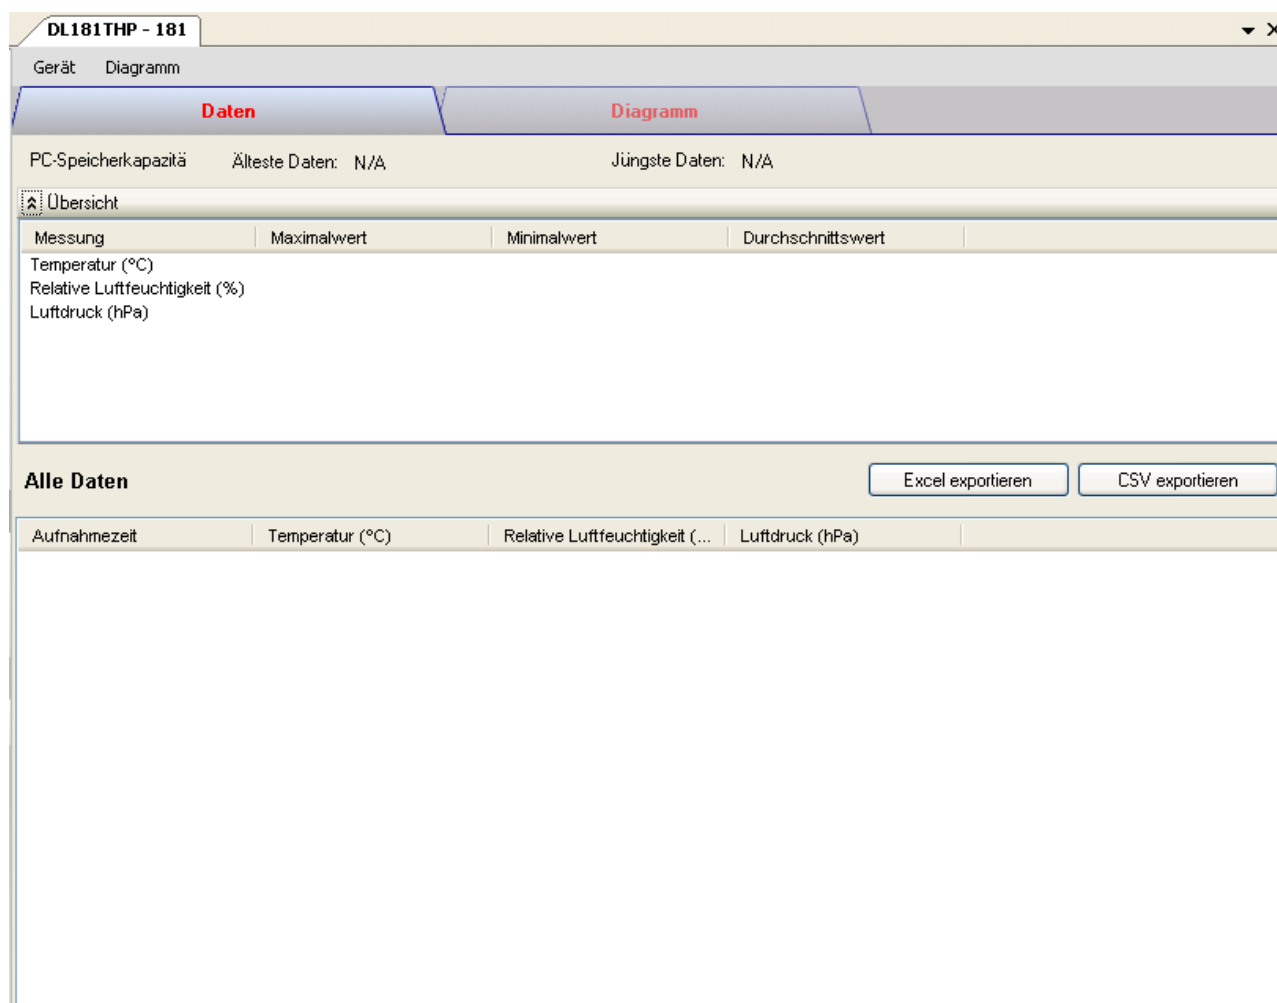 DL181THP - 181
Gerät Diagramm
Daten Diagramm
PC-Speicherkapazitä Älteste Daten: N/A Jüngste Daten: N/A
Übersicht
Messung Maximalwert Minimalwert Durchschnittswert
Temperatur (°C)
Relative Luftfeuchtigkeit (%)
Luftdruck (hPa)
Alle Daten Excel exportieren CSV exportieren
Aufnahmezeit Temperatur (°C) Relative Luftfeuchtigkeit (... Luftdruck (hPa)